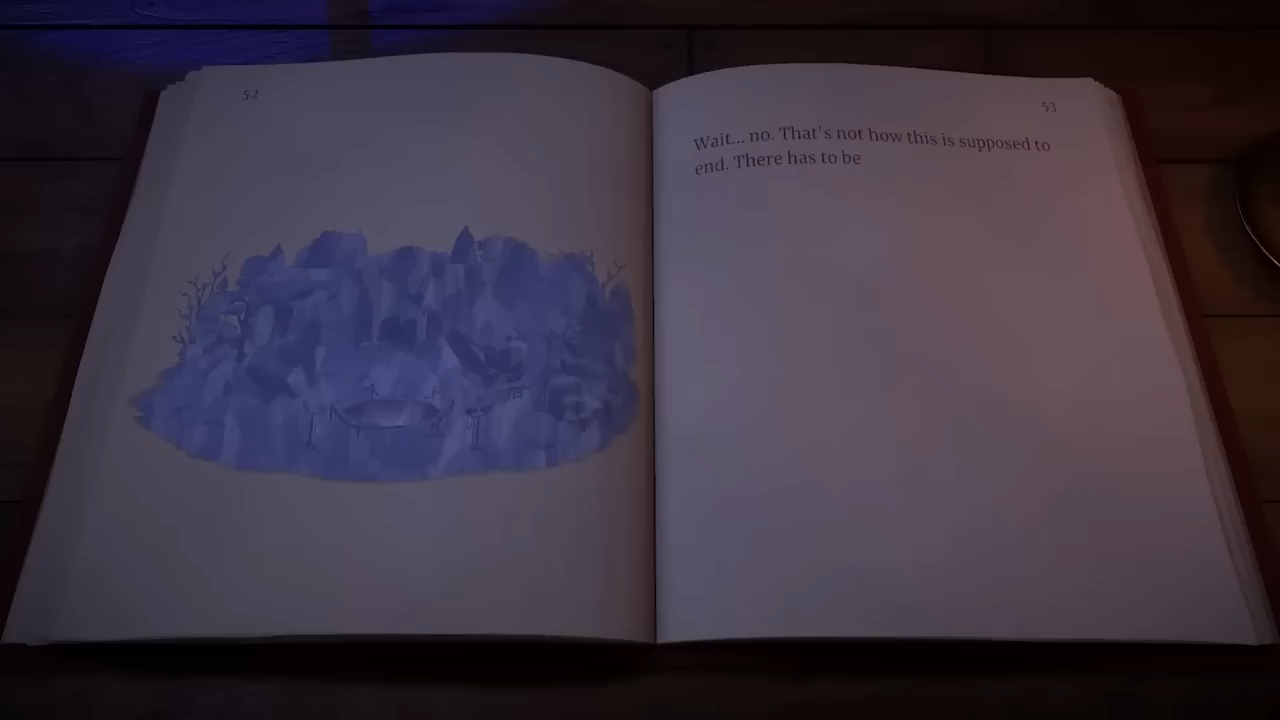 52
53
Wait... no. That's not how this is supposed to
end. There has to be